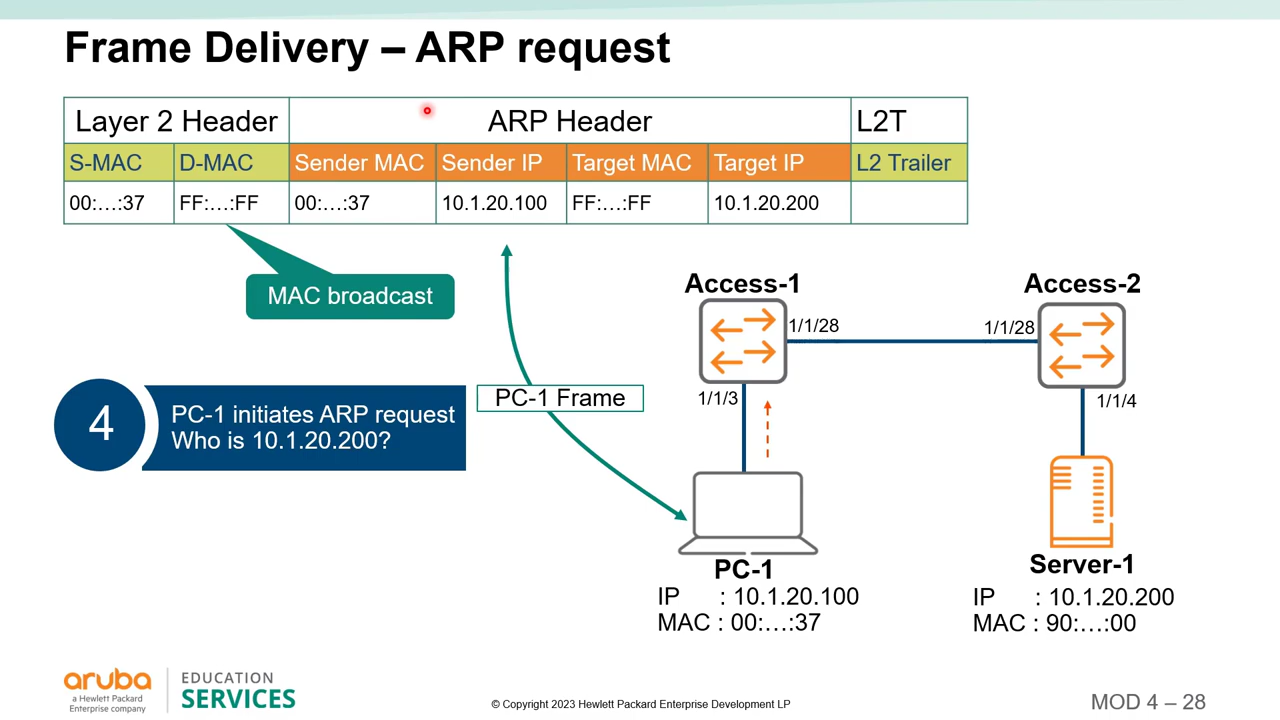 Frame Delivery – ARP request
Layer 2 Header ARP Header L2T
S-MAC D-MAC Sender MAC Sender IP Target MAC Target IP L2 Trailer
00:…:37 FF:…:FF 00:…:37 10.1.20.100 FF:…:FF 10.1.20.200
MAC broadcast
Access-1 Access-2
1/1/28 1/1/28
4
PC-1 initiates ARP request
Who is 10.1.20.200?
PC-1 Frame
1/1/3 1/1/4
PC-1
IP : 10.1.20.100
MAC : 00:…:37
Server-1
IP : 10.1.20.200
MAC : 90:…:00
aruba
a Hewlett Packard
Enterprise company
EDUCATION
SERVICES
© Copyright 2023 Hewlett Packard Enterprise Development LP
MOD 4 – 28